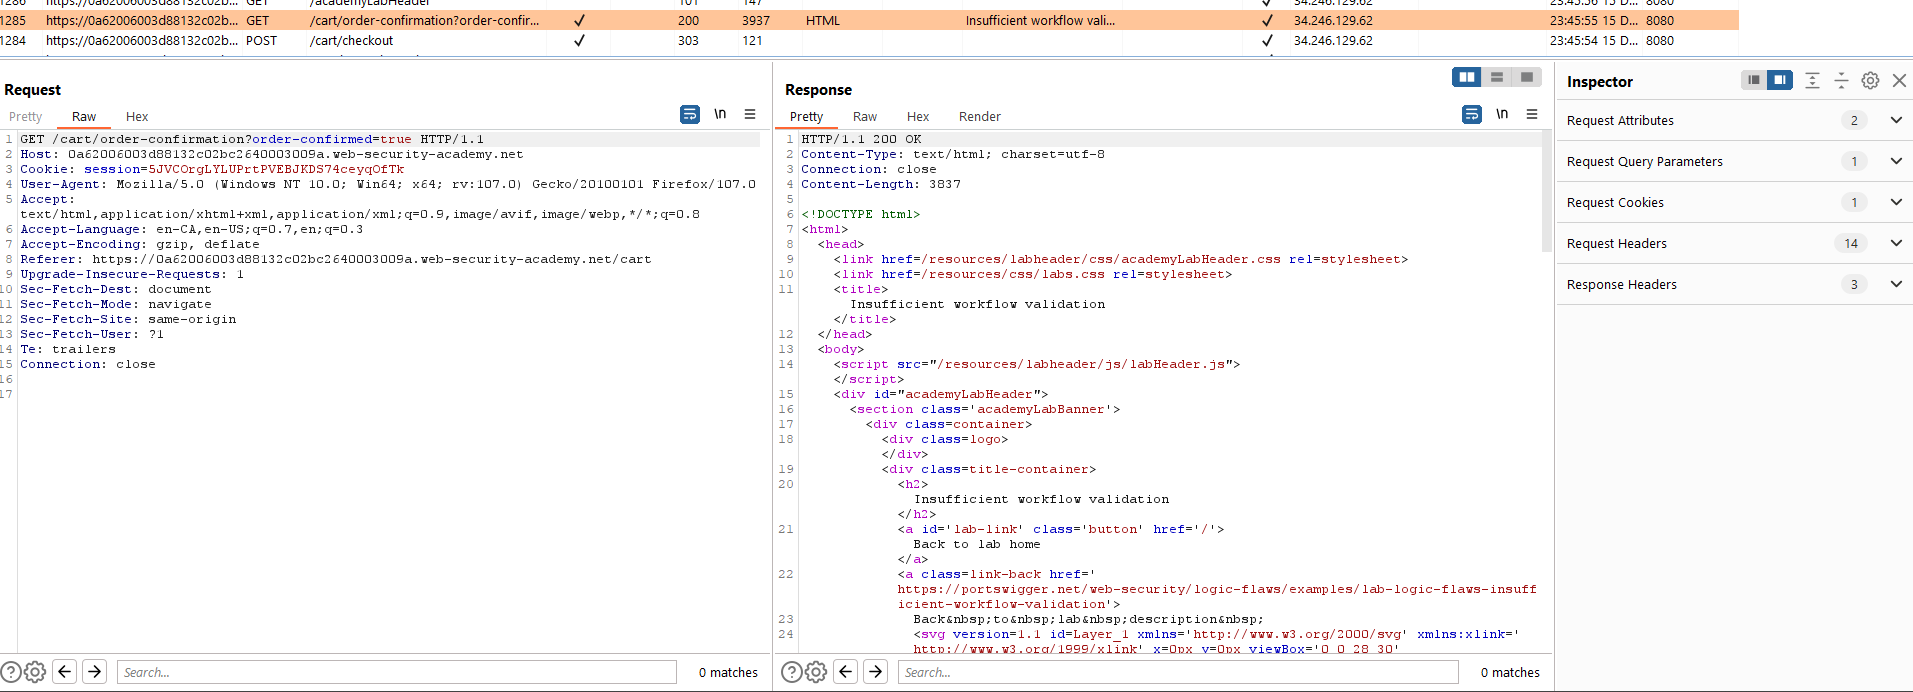 1286 https://0a62006003d88132c02b... GET /academyLabHeader 101 147 34.246.129.62 23:45:56 15 D... 8080
1285 https://0a62006003d88132c02b... GET /cart/order-confirmation?order-confir... ✓ 200 3937 HTML Insufficient workflow vali... ✓ 34.246.129.62 23:45:55 15 D... 8080
1284 https://0a62006003d88132c02b... POST /cart/checkout ✓ 303 121 ✓ 34.246.129.62 23:45:54 15 D... 8080
Request
Pretty Raw Hex
\n
1 GET /cart/order-confirmation?order-confirmed=true HTTP/1.1
2 Host: 0a62006003d88132c02bc2640003009a.web-security-academy.net
3 Cookie: session=5JVCOrgLYLUPrtPVEBJKDS74ceyqOfTk
4 User-Agent: Mozilla/5.0 (Windows NT 10.0; Win64; x64; rv:107.0) Gecko/20100101 Firefox/107.0
5 Accept:
text/html,application/xhtml+xml,application/xml;q=0.9,image/avif,image/webp,*/*;q=0.8
6 Accept-Language: en-CA,en-US;q=0.7,en;q=0.3
7 Accept-Encoding: gzip, deflate
8 Referer: https://0a62006003d88132c02bc2640003009a.web-security-academy.net/cart
9 Upgrade-Insecure-Requests: 1
10 Sec-Fetch-Dest: document
11 Sec-Fetch-Mode: navigate
12 Sec-Fetch-Site: same-origin
13 Sec-Fetch-User: ?1
14 Te: trailers
15 Connection: close
16
17
Search...
0 matches
Response
Pretty Raw Hex Render
\n
1 HTTP/1.1 200 OK
2 Content-Type: text/html; charset=utf-8
3 Connection: close
4 Content-Length: 3837
5
6 <!DOCTYPE html>
7 <html>
8 <head>
9 <link href=/resources/labheader/css/academyLabHeader.css rel=stylesheet>
10 <link href=/resources/css/labs.css rel=stylesheet>
11 <title>
Insufficient workflow validation
</title>
12 </head>
13 <body>
14 <script src="/resources/labheader/js/labHeader.js">
</script>
15 <div id="academyLabHeader">
16 <section class='academyLabBanner'>
17 <div class=container>
18 <div class=logo>
</div>
19 <div class=title-container>
20 <h2>
Insufficient workflow validation
</h2>
21 <a id='lab-link' class='button' href='/'>
Back to lab home
</a>
22 <a class=link-back href='
https://portswigger.net/web-security/logic-flaws/examples/lab-logic-flaws-insuff
icient-workflow-validation'>
23 Back&nbsp;to&nbsp;lab&nbsp;description&nbsp;
24 <svg version=1.1 id=Layer_1 xmlns='http://www.w3.org/2000/svg' xmlns:xlink='
http://www.w3.org/1999/xlink' x=0px y=0px viewBox='0 0 28 30'
Search...
0 matches
Inspector
Request Attributes 2
Request Query Parameters 1
Request Cookies 1
Request Headers 14
Response Headers 3